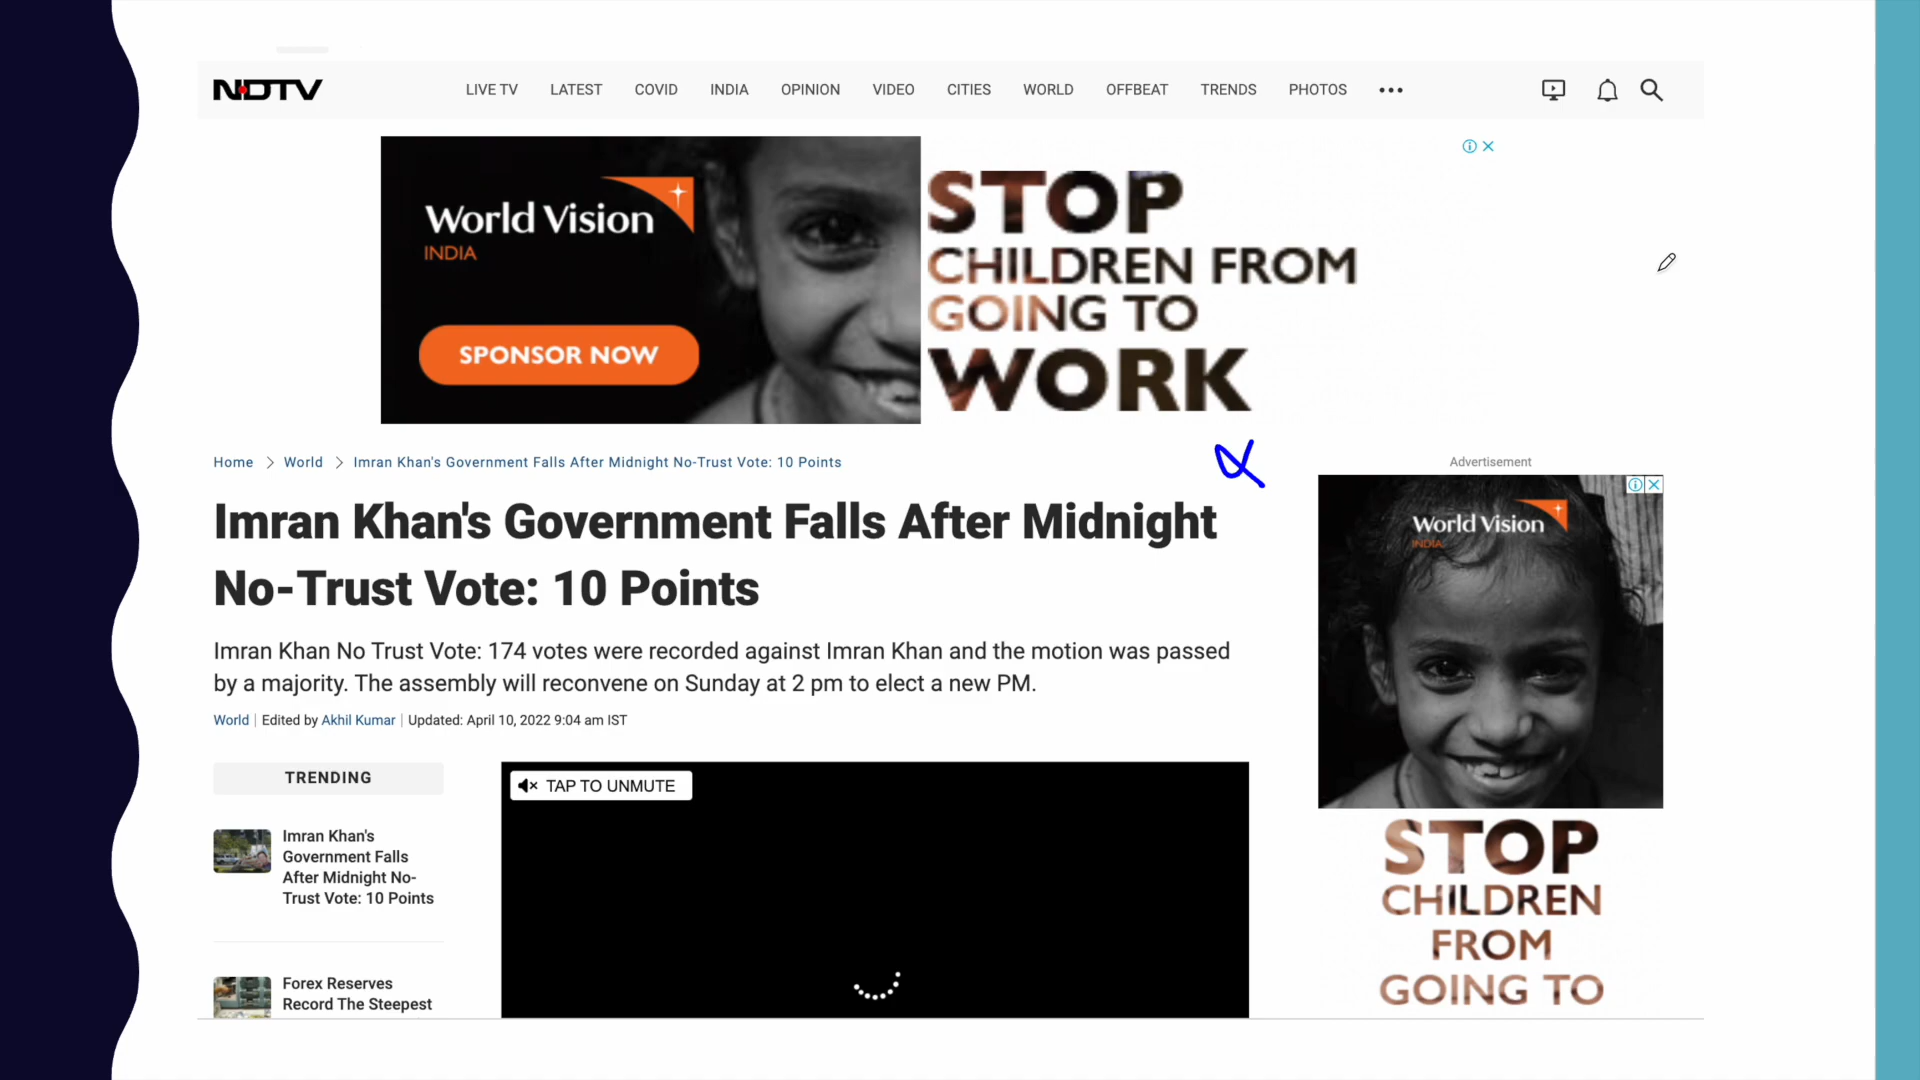 NDTV
LIVE TV LATEST COVID INDIA OPINION VIDEO CITIES WORLD OFFBEAT TRENDS PHOTOS
World Vision
INDIA
SPONSOR NOW
STOP
CHILDREN FROM
GOING TO
WORK
Home > World > Imran Khan's Government Falls After Midnight No-Trust Vote: 10 Points
Imran Khan's Government Falls After Midnight
No-Trust Vote: 10 Points
Imran Khan No Trust Vote: 174 votes were recorded against Imran Khan and the motion was passed
by a majority. The assembly will reconvene on Sunday at 2 pm to elect a new PM.
World | Edited by Akhil Kumar | Updated: April 10, 2022 9:04 am IST
TRENDING
Imran Khan's
Government Falls
After Midnight No-
Trust Vote: 10 Points
Forex Reserves
Record The Steepest
TAP TO UNMUTE
Advertisement
World Vision
INDIA
STOP
CHILDREN
FROM
GOING TO